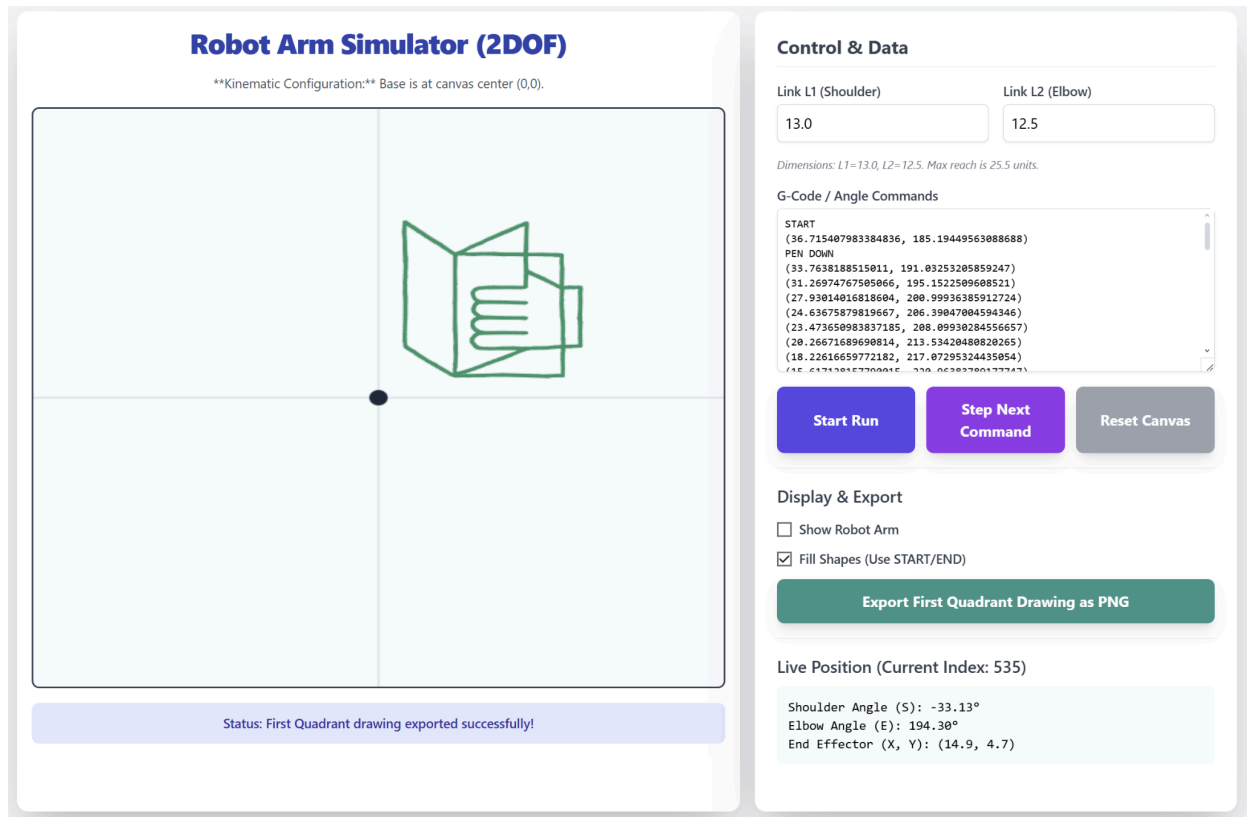 Robot Arm Simulator (2DOF)
**Kinematic Configuration:** Base is at canvas center (0,0).
Status: First Quadrant drawing exported successfully!
Control & Data
Link L1 (Shoulder)
Link L2 (Elbow)
13.0
12.5
Dimensions: L1=13.0, L2=12.5. Max reach is 25.5 units.
G-Code / Angle Commands
START
(36.715407983384836, 185.19449563088688)
PEN DOWN
(33.7638188515011, 191.03253205859247)
(31.26974767505066, 195.1522509608521)
(27.93014016818604, 200.99936385912724)
(24.63675879819667, 206.39047004594346)
(23.473650983837185, 208.09930284556657)
(20.26671689690814, 213.53420480820265)
(18.22616659772182, 217.07295324435054)
Start Run
Step Next
Command
Reset Canvas
Display & Export
Show Robot Arm
Fill Shapes (Use START/END)
Export First Quadrant Drawing as PNG
Live Position (Current Index: 535)
Shoulder Angle (S): -33.13°
Elbow Angle (E): 194.30°
End Effector (X, Y): (14.9, 4.7)